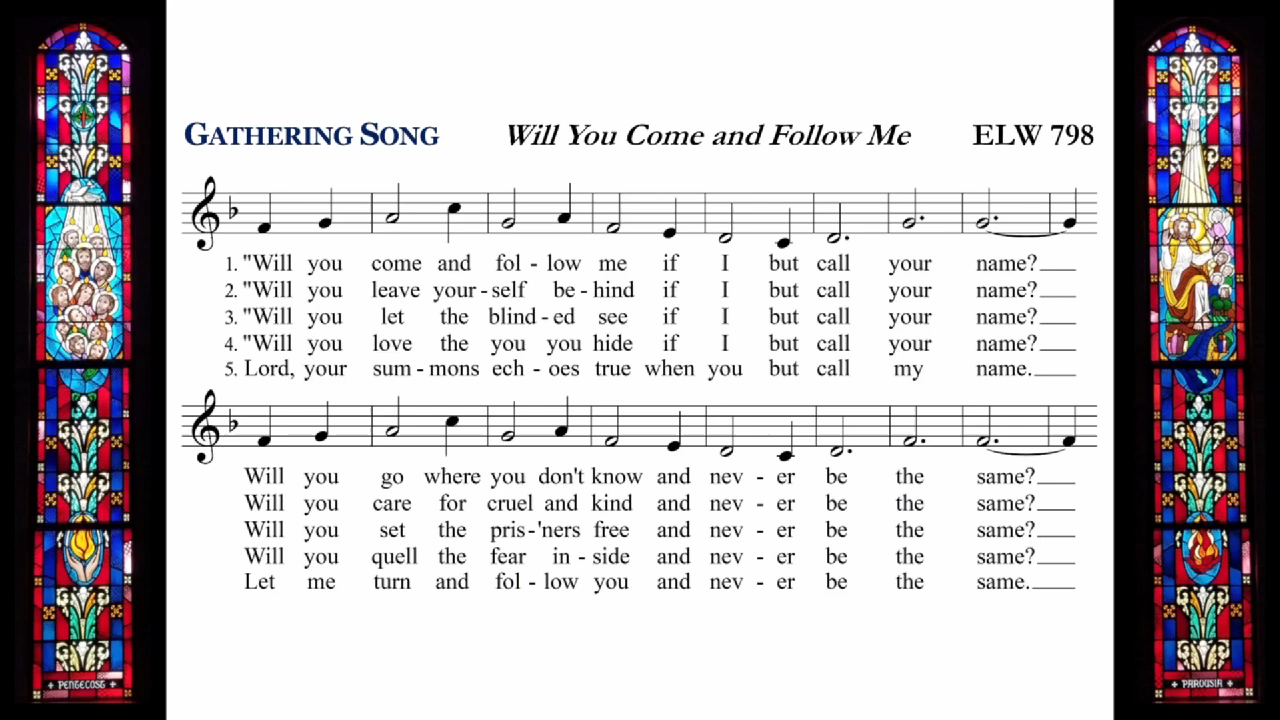 GATHERING SONG Will You Come and Follow Me ELW 798
1. "Will you come and fol - low me if I but call your name?
2. "Will you leave your - self be - hind if I but call your name?
3. "Will you let the blind - ed see if I but call your name?
4. "Will you love the you you hide if I but call your name?
5. Lord, your sum - mons ech - oes true when you but call my name.
Will you go where you don't know and nev - er be the same?
Will you care for cruel and kind and nev - er be the same?
Will you set the pris - 'ners free and nev - er be the same?
Will you quell the fear in - side and nev - er be the same?
Let me turn and fol - low you and nev - er be the same.
PENTECOST
PAROUSIA